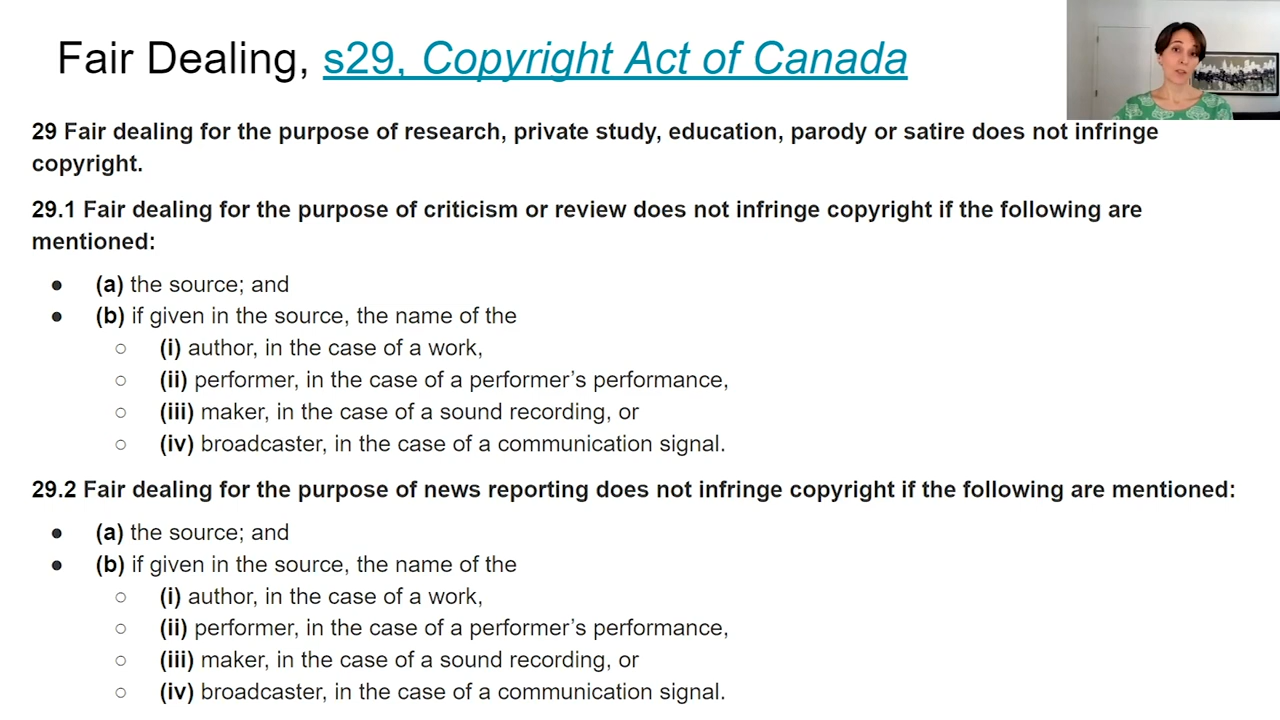 Fair Dealing, s29, Copyright Act of Canada
29 Fair dealing for the purpose of research, private study, education, parody or satire does not infringe
copyright.
29.1 Fair dealing for the purpose of criticism or review does not infringe copyright if the following are
mentioned:
● (a) the source; and
● (b) if given in the source, the name of the
○ (i) author, in the case of a work,
○ (ii) performer, in the case of a performer’s performance,
○ (iii) maker, in the case of a sound recording, or
○ (iv) broadcaster, in the case of a communication signal.
29.2 Fair dealing for the purpose of news reporting does not infringe copyright if the following are mentioned:
● (a) the source; and
● (b) if given in the source, the name of the
○ (i) author, in the case of a work,
○ (ii) performer, in the case of a performer’s performance,
○ (iii) maker, in the case of a sound recording, or
○ (iv) broadcaster, in the case of a communication signal.